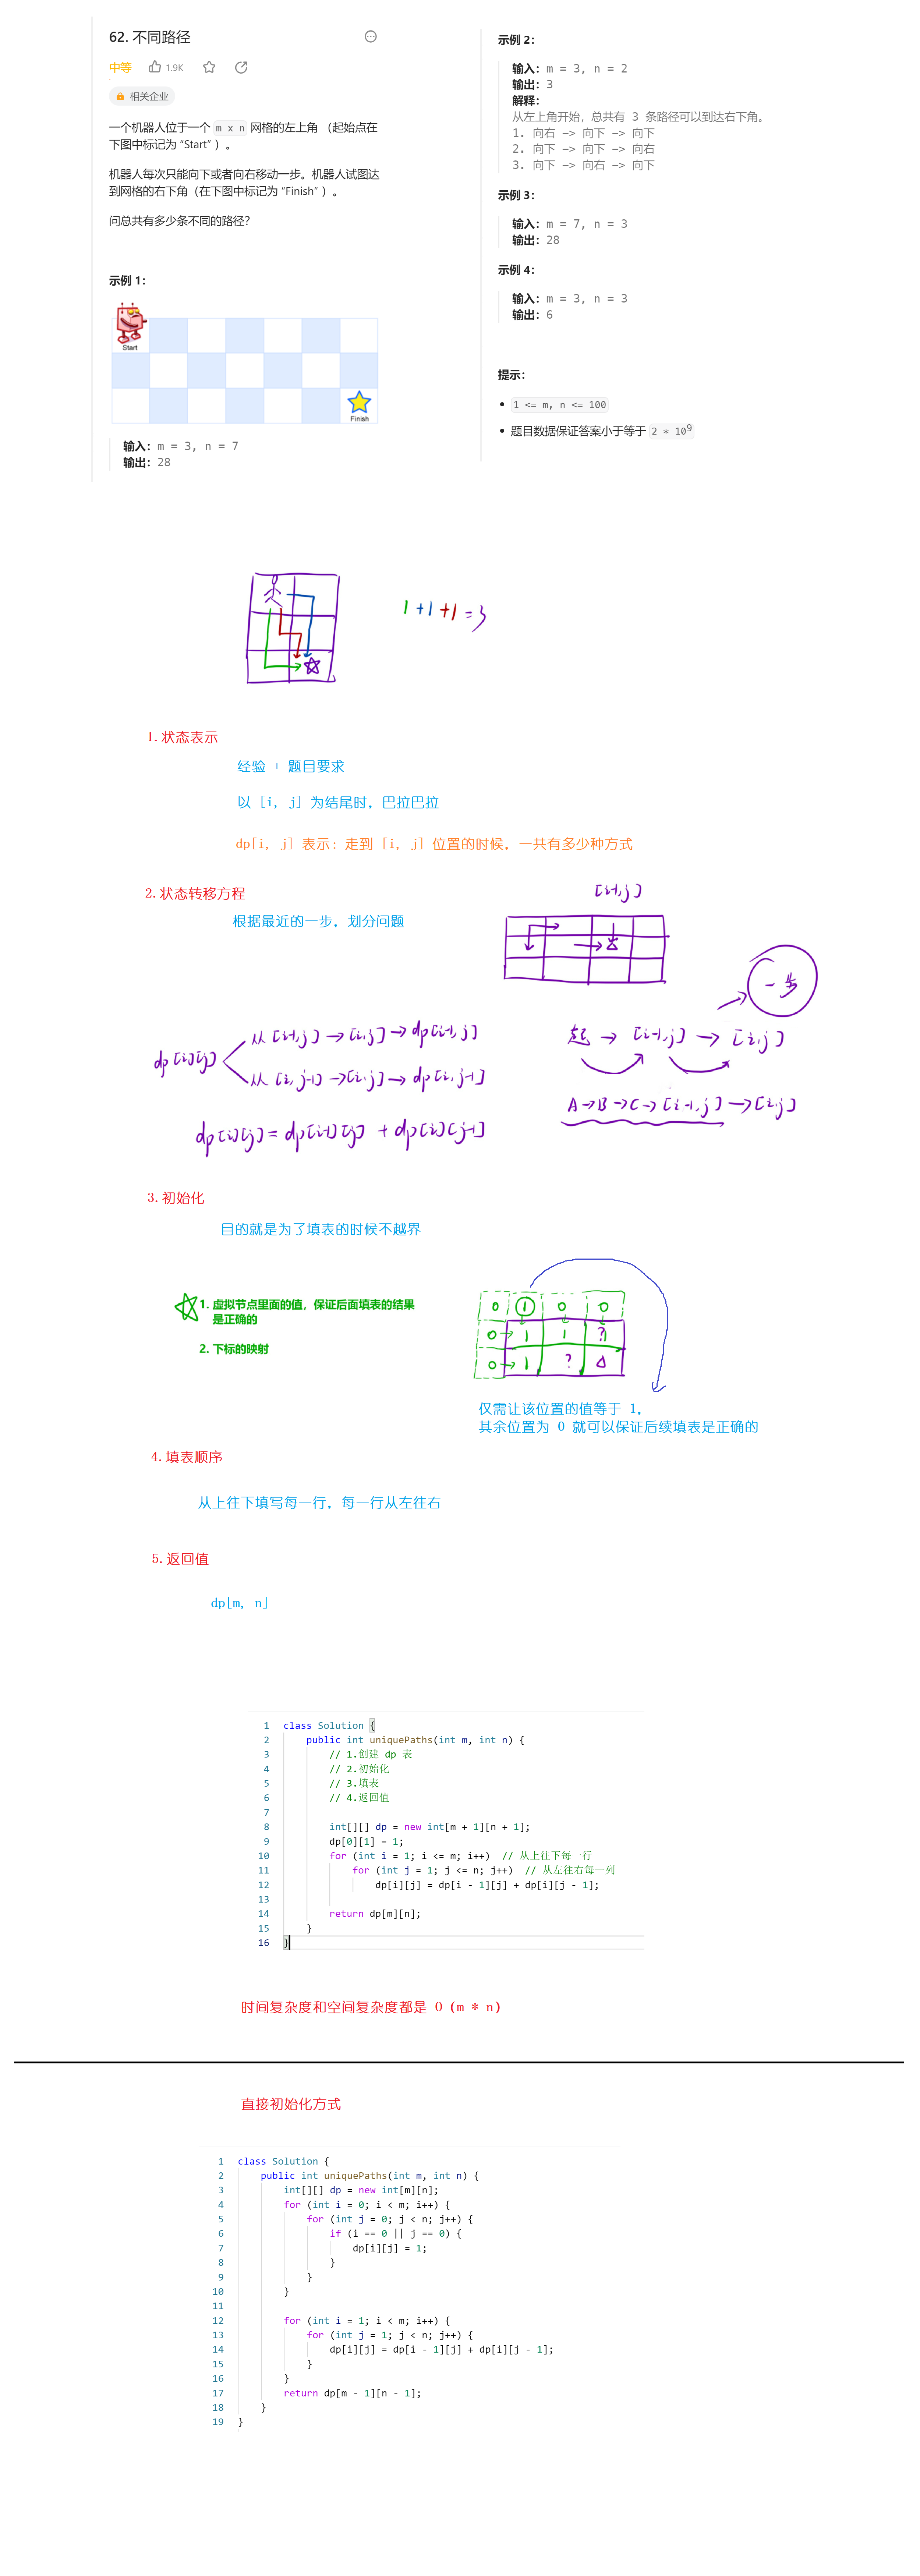 62. 不同路径
中等 1.9K
相关企业
一个机器人位于一个 m x n 网格的左上角 （起始点在
下图中标记为 “Start” ）。
机器人每次只能向下或者向右移动一步。机器人试图达
到网格的右下角（在下图中标记为 “Finish” ）。
问总共有多少条不同的路径？
示例 1：
Start
Finish
输入：m = 3, n = 7
输出：28
示例 2：
输入：m = 3, n = 2
输出：3
解释：
从左上角开始，总共有 3 条路径可以到达右下角。
1. 向右 -> 向下 -> 向下
2. 向下 -> 向下 -> 向右
3. 向下 -> 向右 -> 向下
示例 3：
输入：m = 7, n = 3
输出：28
示例 4：
输入：m = 3, n = 3
输出：6
提示：
1 <= m, n <= 100
题目数据保证答案小于等于 2 * 10⁹
1+1+1=3
1.状态表示
经验 + 题目要求
以 [i, j] 为结尾时，巴拉巴拉
dp[i, j] 表示：走到 [i, j] 位置的时候，一共有多少种方式
2.状态转移方程
根据最近的一步，划分问题
[i-1,j]
一步
dp[i][j]
从[i-1,j]→[i,j]→dp[i-1,j]
从[i,j-1]→[i,j]→dp[i,j-1]
起→[i-1,j]→[i,j]
A→B→C→[i-1,j]→[i,j]
dp[i][j]=dp[i-1][j]+dp[i][j-1]
3.初始化
目的就是为了填表的时候不越界
1. 虚拟节点里面的值，保证后面填表的结果
是正确的
2. 下标的映射
0 1 0 0
0 1 1 ?
0 1 ?
仅需让该位置的值等于 1，
其余位置为 0 就可以保证后续填表是正确的
4.填表顺序
从上往下填写每一行，每一行从左往右
5.返回值
dp[m, n]
1 class Solution {
2 public int uniquePaths(int m, int n) {
3 // 1.创建 dp 表
4 // 2.初始化
5 // 3.填表
6 // 4.返回值
7
8 int[][] dp = new int[m + 1][n + 1];
9 dp[0][1] = 1;
10 for (int i = 1; i <= m; i++) // 从上往下每一行
11 for (int j = 1; j <= n; j++) // 从左往右每一列
12 dp[i][j] = dp[i - 1][j] + dp[i][j - 1];
13
14 return dp[m][n];
15 }
16 }
时间复杂度和空间复杂度都是 O (m * n)
直接初始化方式
1 class Solution {
2 public int uniquePaths(int m, int n) {
3 int[][] dp = new int[m][n];
4 for (int i = 0; i < m; i++) {
5 for (int j = 0; j < n; j++) {
6 if (i == 0 || j == 0) {
7 dp[i][j] = 1;
8 }
9 }
10 }
11
12 for (int i = 1; i < m; i++) {
13 for (int j = 1; j < n; j++) {
14 dp[i][j] = dp[i - 1][j] + dp[i][j - 1];
15 }
16 }
17 return dp[m - 1][n - 1];
18 }
19 }